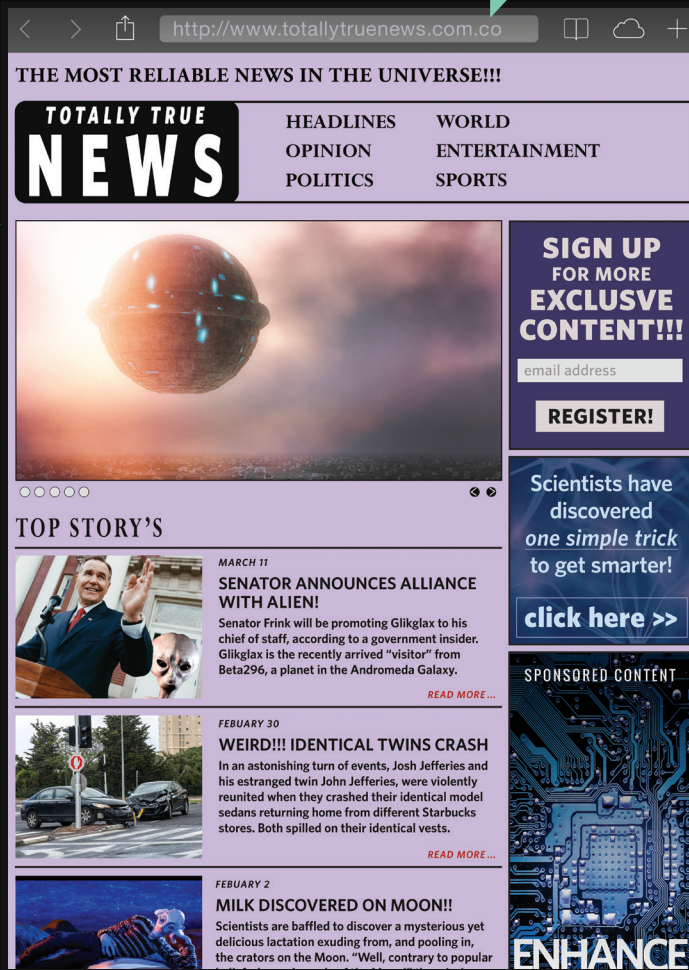 http://www.totallytruenews.com.co
THE MOST RELIABLE NEWS IN THE UNIVERSE!!!
TOTALLY TRUE
NEWS
HEADLINES
WORLD
OPINION
ENTERTAINMENT
POLITICS
SPORTS
SIGN UP
FOR MORE
EXCLUSVE
CONTENT!!!
email address
REGISTER!
Scientists have
discovered
one simple trick
to get smarter!
click here >>
TOP STORY'S
MARCH 11
SENATOR ANNOUNCES ALLIANCE
WITH ALIEN!
Senator Frink will be promoting Glikglax to his
chief of staff, according to a government insider.
Glikglax is the recently arrived “visitor” from
Beta296, a planet in the Andromeda Galaxy.
READ MORE...
FEBUARY 30
WEIRD!!! IDENTICAL TWINS CRASH
In an astonishing turn of events, Josh Jefferies and
his estranged twin John Jefferies, were violently
reunited when they crashed their identical model
sedans returning home from different Starbucks
stores. Both spilled on their identical vests.
READ MORE...
FEBUARY 2
MILK DISCOVERED ON MOON!!
Scientists are baffled to discover a mysterious yet
delicious lactation exuding from, and pooling in,
the crators on the Moon. “Well, contrary to popular
SPONSORED CONTENT
ENHANCE